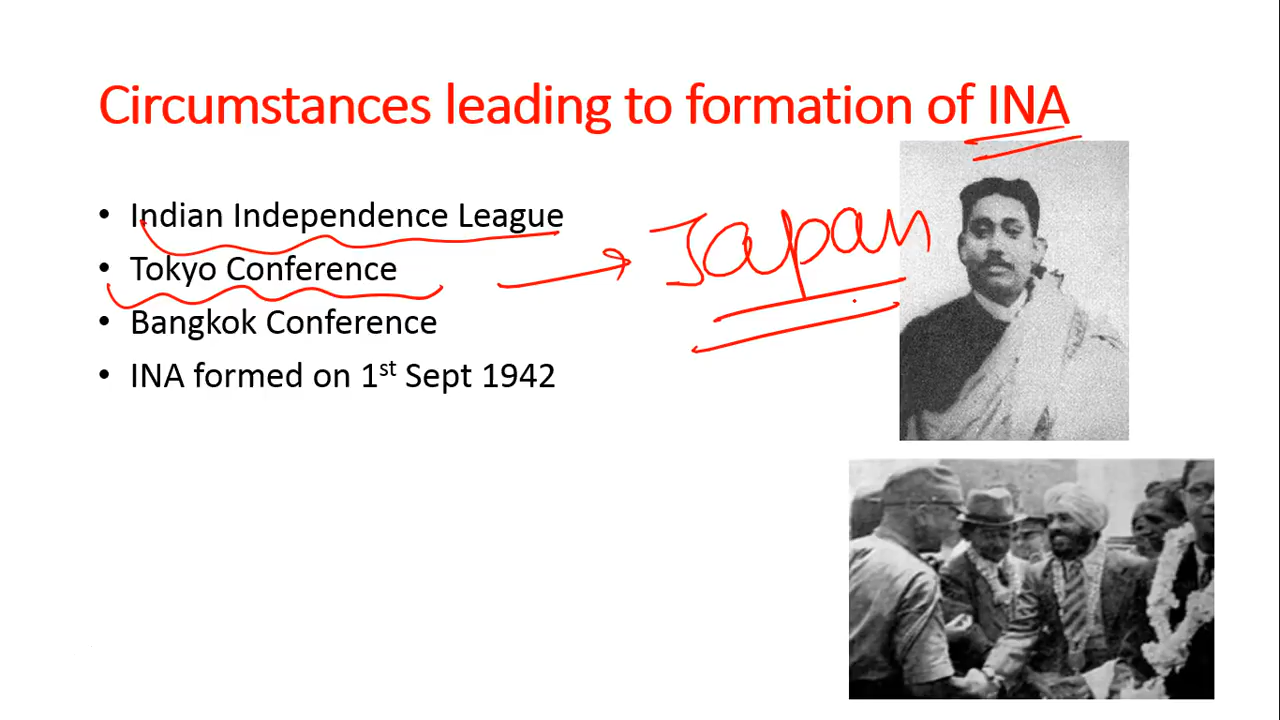 Circumstances leading to formation of INA
• Indian Independence League
• Tokyo Conference
Japan
• Bangkok Conference
• INA formed on 1st Sept 1942